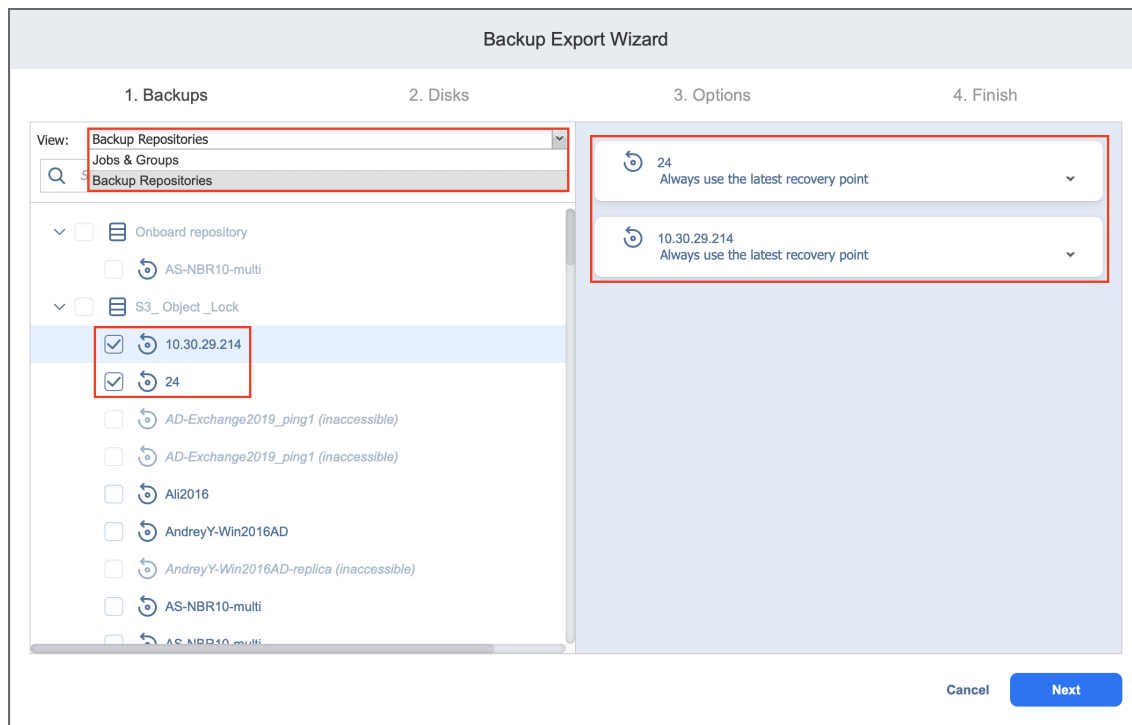 Backup Export Wizard
1. Backups
2. Disks
3. Options
4. Finish
View:
Backup Repositories
Jobs & Groups
Backup Repositories
Onboard repository
AS-NBR10-multi
S3_ Object _Lock
10.30.29.214
24
AD-Exchange2019_ping1 (inaccessible)
AD-Exchange2019_ping1 (inaccessible)
Ali2016
AndreyY-Win2016AD
AndreyY-Win2016AD-replica (inaccessible)
AS-NBR10-multi
AS-NBR10-multi
24
Always use the latest recovery point
10.30.29.214
Always use the latest recovery point
Cancel
Next